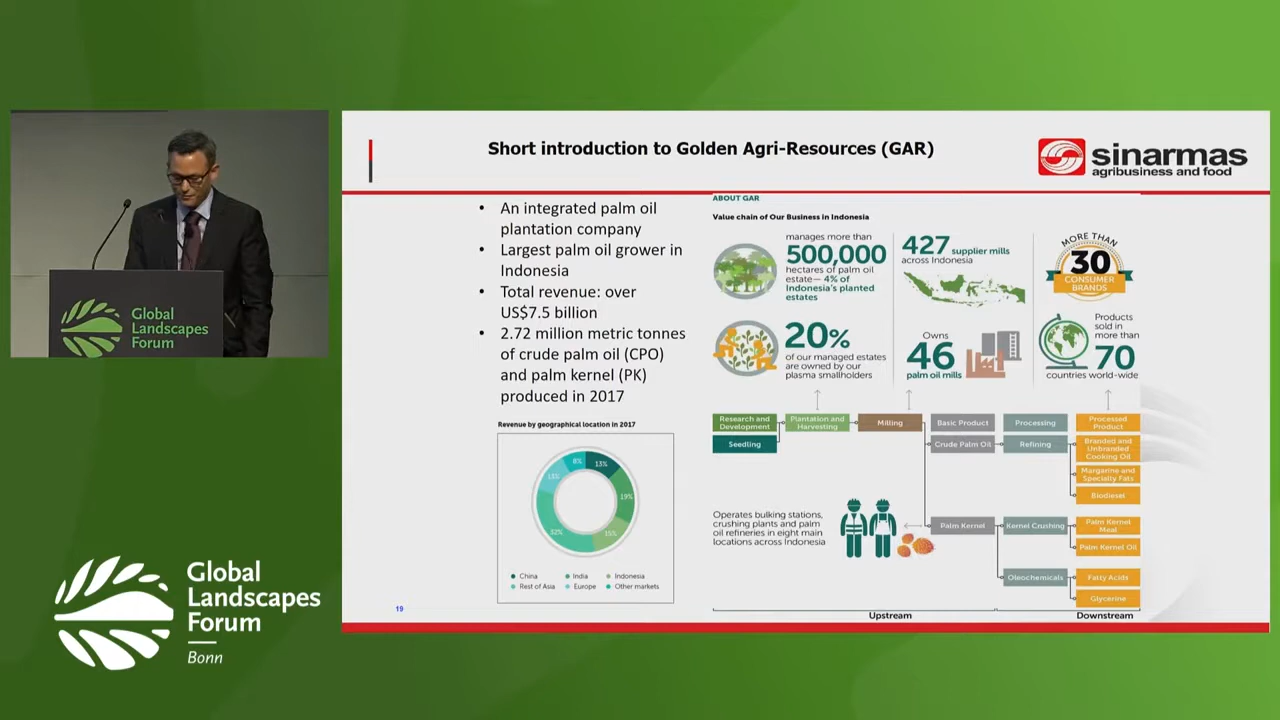 Short introduction to Golden Agri-Resources (GAR)
sinarmas
agribusiness and food
• An integrated palm oil
plantation company
• Largest palm oil grower in
Indonesia
• Total revenue: over
US$7.5 billion
• 2.72 million metric tonnes
of crude palm oil (CPO)
and palm kernel (PK)
produced in 2017
Revenue by geographical location in 2017
8%
13%
19%
15%
32%
13%
China
India
Indonesia
Rest of Asia
Europe
Other markets
19
ABOUT GAR
Value chain of Our Business in Indonesia
manages more than
500,000
hectares of palm oil
estate— 4% of
Indonesia's planted
estates
427 supplier mills
across Indonesia
MORE THAN
30
CONSUMER
BRANDS
20%
of our managed estates
are owned by our
plasma smallholders
Owns
46
palm oil mills
Products
sold in
more than
70
countries world-wide
Research and
Development
Plantation and
Harvesting
Milling
Basic Product
Processing
Processed
Product
Seedling
Crude Palm Oil
Refining
Branded and
Unbranded
Cooking Oil
Margarine and
Specialty Fats
Biodiesel
Operates bulking stations,
crushing plants and palm
oil refineries in eight main
locations across Indonesia
Palm Kernel
Kernel Crushing
Palm Kernel
Meal
Palm Kernel Oil
Oleochemicals
Fatty Acids
Glycerine
Upstream
Downstream
Global
Landscapes
Forum
Global
Landscapes
Forum
Bonn